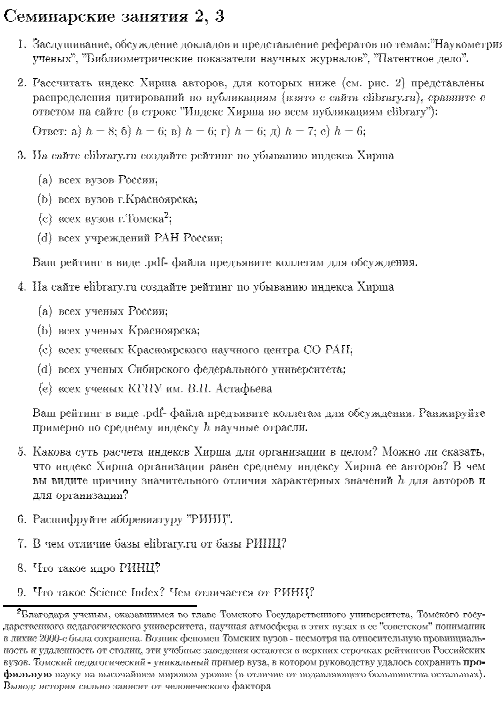 Семинарские занятия 2, 3
1. Заслушивание, обсуждение докладов и представление рефератов по темам:"Наукометрия
ученых", "Библиометрические показатели научных журналов", "Патентное дело".
2. Рассчитать индекс Хирша авторов, для которых ниже (см. рис. 2) представлены
распределения цитирований по публикациям (взято с сайта elibrary.ru), сравните с
ответом на сайте (в строке "Индекс Хирша по всем публикациям elibrary"):
Ответ: а) h = 8; б) h = 6; в) h = 6; г) h = 6; д) h = 7; е) h = 6;
3. На сайте elibrary.ru создайте рейтинг по убыванию индекса Хирша
(a) всех вузов России,
(b) всех вузов г.Красноярска;
(c) всех вузов г.Томска²;
(d) всех учреждений РАН России;
Ваш рейтинг в виде .pdf- файла предъявите коллегам для обсуждения.
4. На сайте elibrary.ru создайте рейтинг по убыванию индекса Хирша
(a) всех ученых России;
(b) всех ученых Красноярска;
(c) всех ученых Красноярского научного центра СО РАН;
(d) всех ученых Сибирского федерального университета;
(e) всех ученых КГПУ им. В.П. Астафьева
Ваш рейтинг в виде .pdf- файла предъявите коллегам для обсуждения. Ранжируйте
примерно по среднему индексу h научные отрасли.
5. Какова суть расчета индекса Хирша для организации в целом? Можно ли сказать,
что индекс Хирша организации равен среднему индексу Хирша ее авторов? В чем
вы видите причину значительного отличия характерных значений h для авторов и
для организации?
6. Расшифруйте аббревиатуру "РИНЦ".
7. В чем отличие базы elibrary.ru от базы РИНЦ?
8. Что такое ядро РИНЦ?
9. Что такое Science Index? Чем отличается от РИНЦ?
²Благодаря ученым, оказавшимся во главе Томского Государственного университета, Томского госу-
дарственного педагогического университета, научная атмосфера в этих вузах в ее "советском" понимании
в лихие 2000-е была сохранена. Возник феномен Томских вузов - несмотря на относительную провинциаль-
ность и удаленность от столиц, эти учебные заведения остаются в верхних строчках рейтингов Российских
вузов. Томский педагогический - уникальный пример вуза, в котором руководству удалось сохранить про-
фильную науку на высочайшем мировом уровне (в отличие от подавляющего большинства остальных).
Вывод: история сильно зависит от человеческого фактора